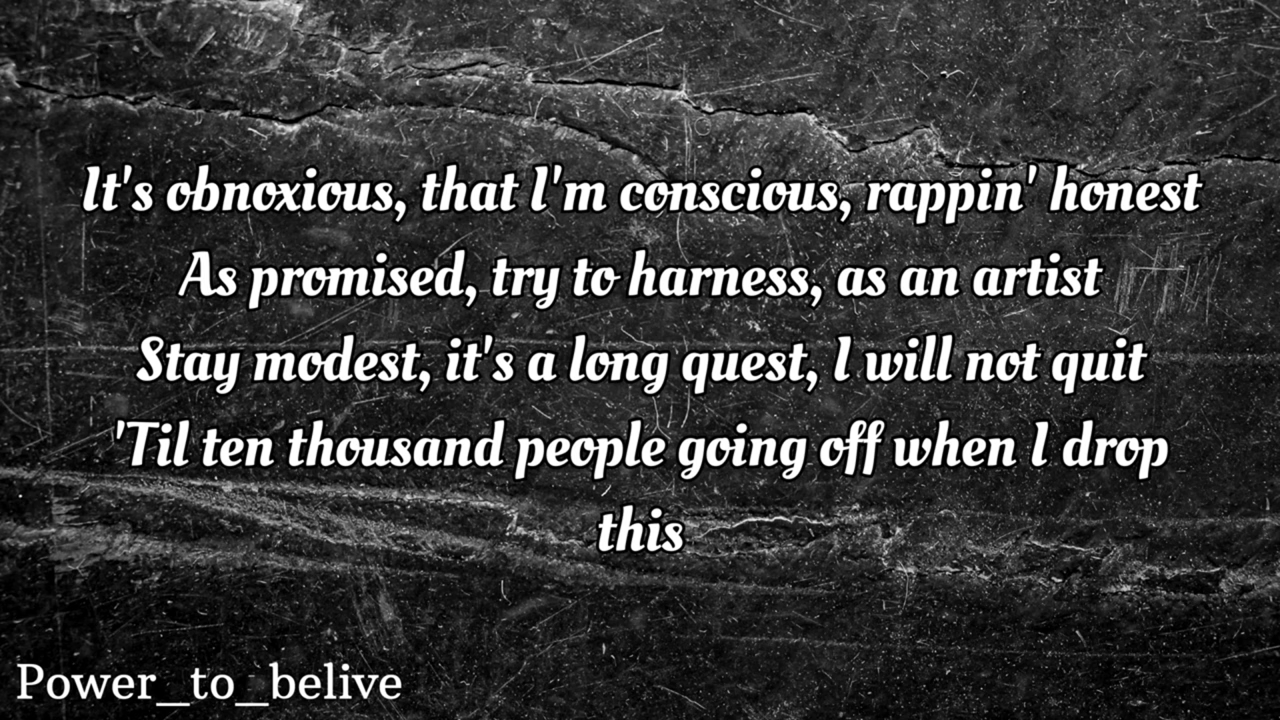 It's obnoxious, that I'm conscious, rappin' honest
As promised, try to harness, as an artist
Stay modest, it's a long quest, I will not quit
'Til ten thousand people going off when I drop
this
Power_to_belive